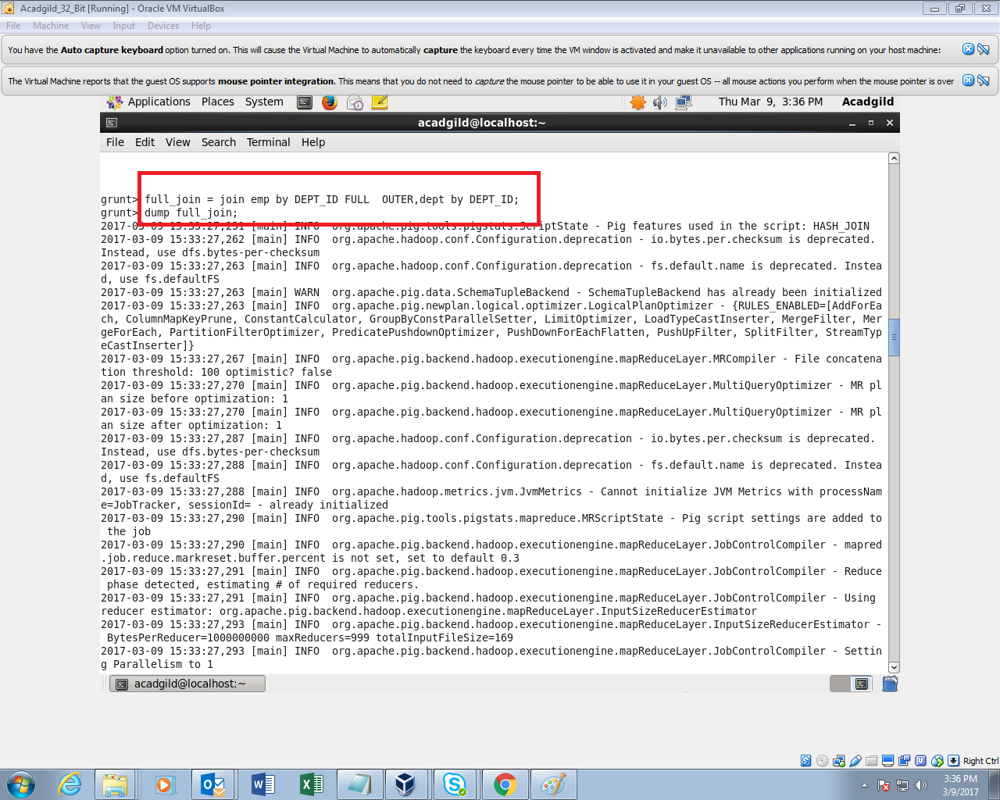 Acadgild_32_Bit [Running] - Oracle VM VirtualBox
File Machine View Input Devices Help
You have the Auto capture keyboard option turned on. This will cause the Virtual Machine to automatically capture the keyboard every time the VM window is activated and make it unavailable to other applications running on your host machine:
The Virtual Machine reports that the guest OS supports mouse pointer integration. This means that you do not need to capture the mouse pointer to be able to use it in your guest OS -- all mouse actions you perform when the mouse pointer is over
Applications Places System Thu Mar 9, 3:36 PM Acadgild
acadgild@localhost:~
File Edit View Search Terminal Help
grunt> full_join = join emp by DEPT_ID FULL  OUTER,dept by DEPT_ID;
grunt> dump full_join;
2017-03-09 15:33:27,231 [main] INFO  org.apache.pig.tools.pigstats.ScriptState - Pig features used in the script: HASH_JOIN
2017-03-09 15:33:27,262 [main] INFO  org.apache.hadoop.conf.Configuration.deprecation - io.bytes.per.checksum is deprecated.
Instead, use dfs.bytes-per-checksum
2017-03-09 15:33:27,263 [main] INFO  org.apache.hadoop.conf.Configuration.deprecation - fs.default.name is deprecated. Instea
d, use fs.defaultFS
2017-03-09 15:33:27,263 [main] WARN  org.apache.pig.data.SchemaTupleBackend - SchemaTupleBackend has already been initialized
2017-03-09 15:33:27,263 [main] INFO  org.apache.pig.newplan.logical.optimizer.LogicalPlanOptimizer - {RULES_ENABLED=[AddForEa
ch, ColumnMapKeyPrune, ConstantCalculator, GroupByConstParallelSetter, LimitOptimizer, LoadTypeCastInserter, MergeFilter, Mer
geForEach, PartitionFilterOptimizer, PredicatePushdownOptimizer, PushDownForEachFlatten, PushUpFilter, SplitFilter, StreamTyp
eCastInserter]}
2017-03-09 15:33:27,267 [main] INFO  org.apache.pig.backend.hadoop.executionengine.mapReduceLayer.MRCompiler - File concatena
tion threshold: 100 optimistic? false
2017-03-09 15:33:27,270 [main] INFO  org.apache.pig.backend.hadoop.executionengine.mapReduceLayer.MultiQueryOptimizer - MR pl
an size before optimization: 1
2017-03-09 15:33:27,270 [main] INFO  org.apache.pig.backend.hadoop.executionengine.mapReduceLayer.MultiQueryOptimizer - MR pl
an size after optimization: 1
2017-03-09 15:33:27,287 [main] INFO  org.apache.hadoop.conf.Configuration.deprecation - io.bytes.per.checksum is deprecated.
Instead, use dfs.bytes-per-checksum
2017-03-09 15:33:27,288 [main] INFO  org.apache.hadoop.conf.Configuration.deprecation - fs.default.name is deprecated. Instea
d, use fs.defaultFS
2017-03-09 15:33:27,288 [main] INFO  org.apache.hadoop.metrics.jvm.JvmMetrics - Cannot initialize JVM Metrics with processNam
e=JobTracker, sessionId= - already initialized
2017-03-09 15:33:27,290 [main] INFO  org.apache.pig.tools.pigstats.mapreduce.MRScriptState - Pig script settings are added to
the job
2017-03-09 15:33:27,290 [main] INFO  org.apache.pig.backend.hadoop.executionengine.mapReduceLayer.JobControlCompiler - mapred
.job.reduce.markreset.buffer.percent is not set, set to default 0.3
2017-03-09 15:33:27,291 [main] INFO  org.apache.pig.backend.hadoop.executionengine.mapReduceLayer.JobControlCompiler - Reduce
phase detected, estimating # of required reducers.
2017-03-09 15:33:27,291 [main] INFO  org.apache.pig.backend.hadoop.executionengine.mapReduceLayer.JobControlCompiler - Using
reducer estimator: org.apache.pig.backend.hadoop.executionengine.mapReduceLayer.InputSizeReducerEstimator
2017-03-09 15:33:27,293 [main] INFO  org.apache.pig.backend.hadoop.executionengine.mapReduceLayer.InputSizeReducerEstimator -
BytesPerReducer=1000000000 maxReducers=999 totalInputFileSize=169
2017-03-09 15:33:27,293 [main] INFO  org.apache.pig.backend.hadoop.executionengine.mapReduceLayer.JobControlCompiler - Settin
g Parallelism to 1
acadgild@localhost:~
Right Ctrl
3:36 PM
3/9/2017